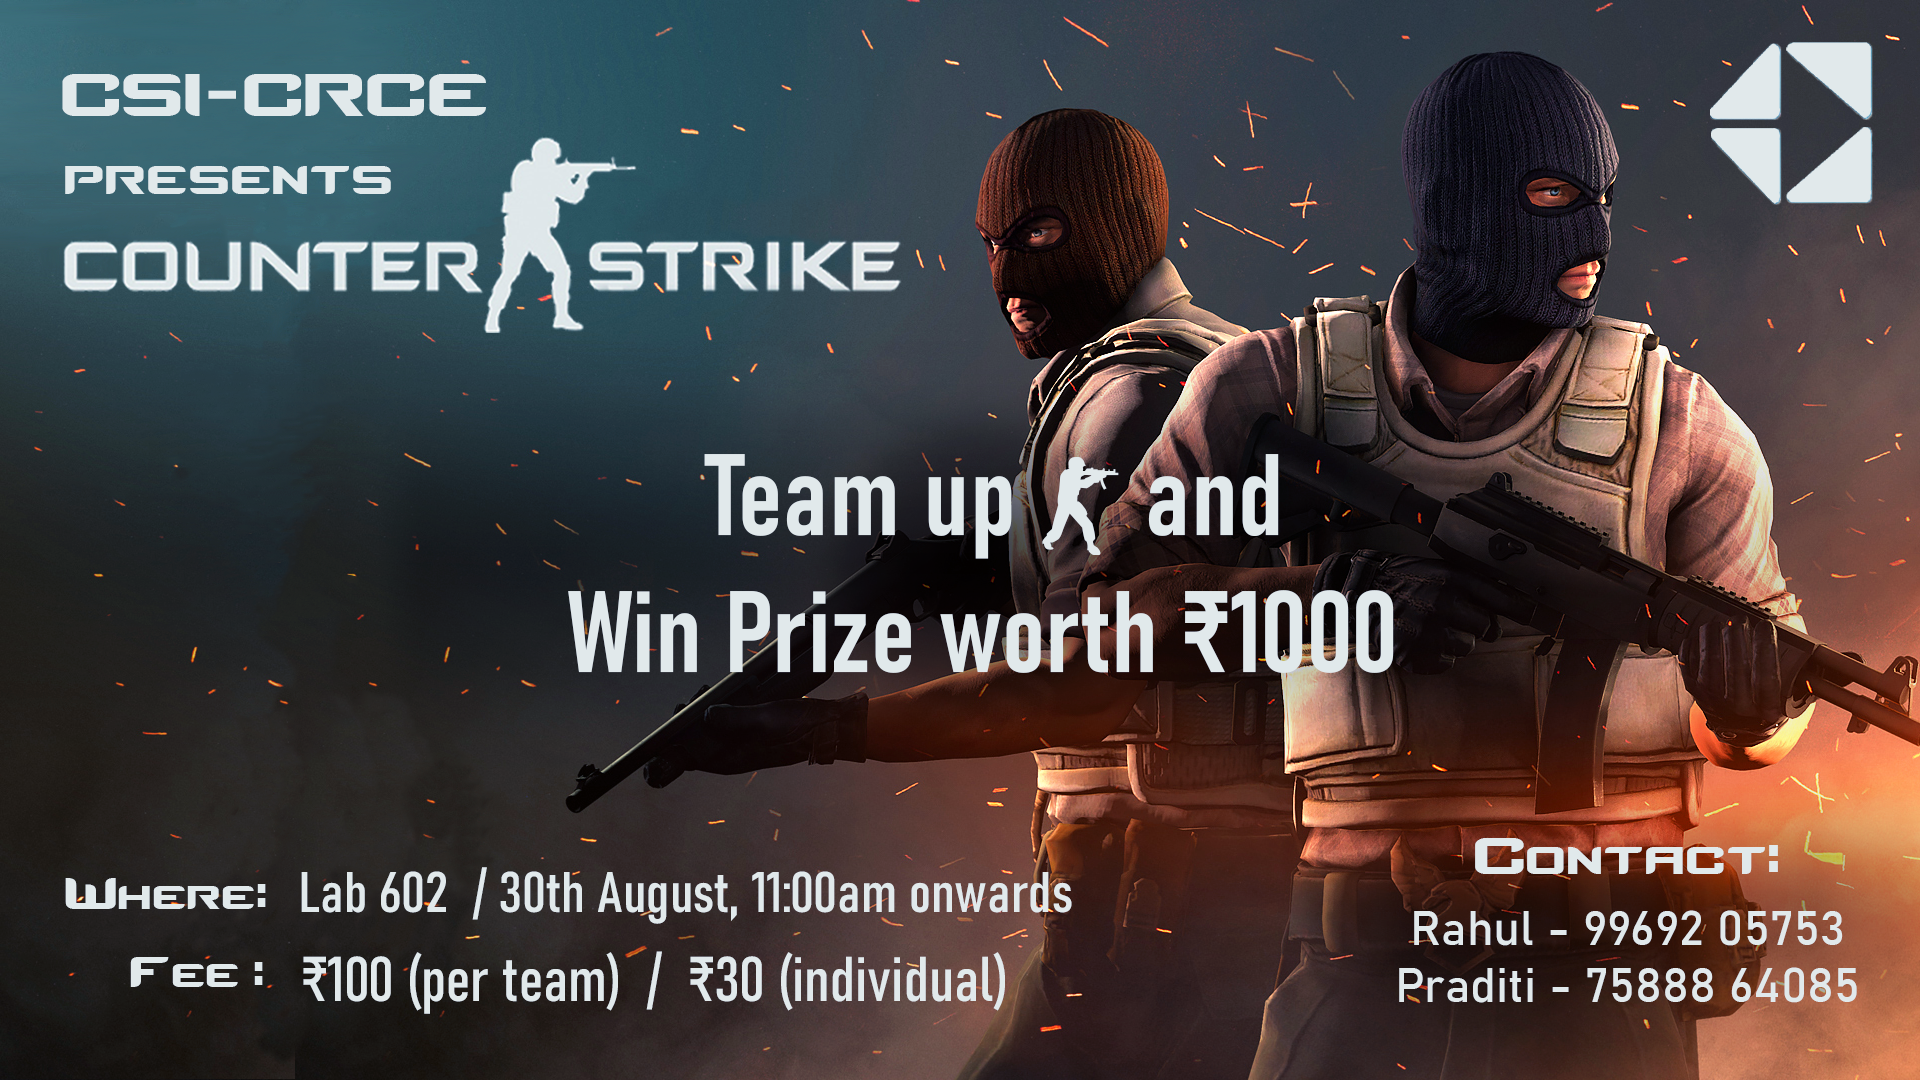 CSI-CRCE
PRESENTS
COUNTER STRIKE
Team up and
Win Prize worth ₹1000
Where: Lab 602 / 30th August, 11:00am onwards
Fee : ₹100 (per team) / ₹30 (individual)
Contact:
Rahul - 99692 05753
Praditi - 75888 64085